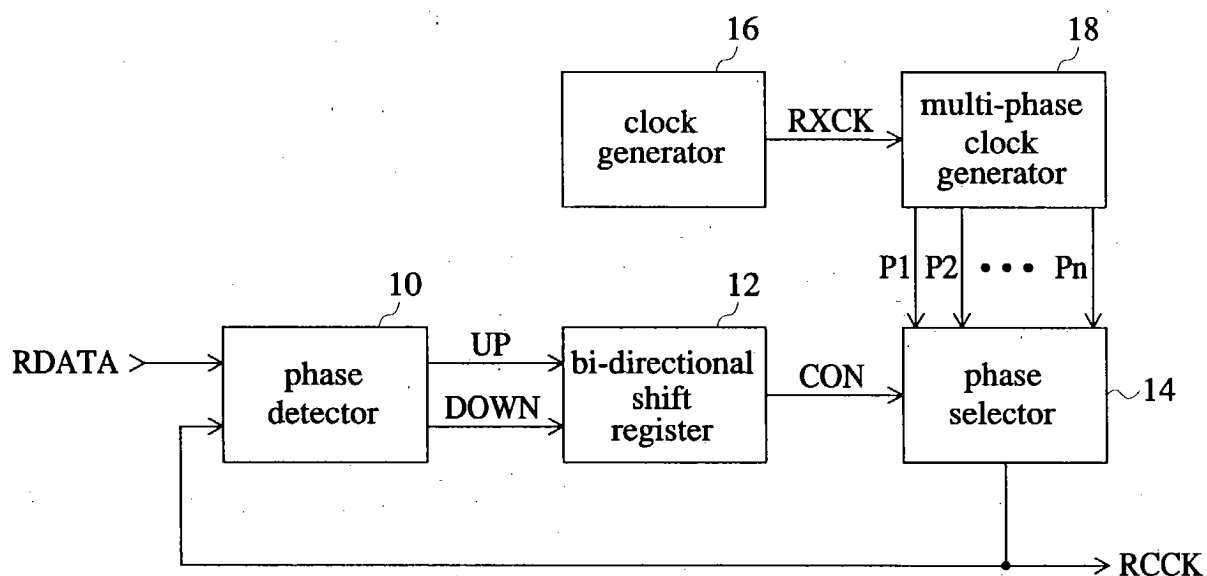 16
18
clock
generator
RXCK
multi-phase
clock
generator
P1 P2 ••• Pn
10
12
RDATA
phase
detector
UP
DOWN
bi-directional
shift
register
CON
phase
selector
14
RCCK